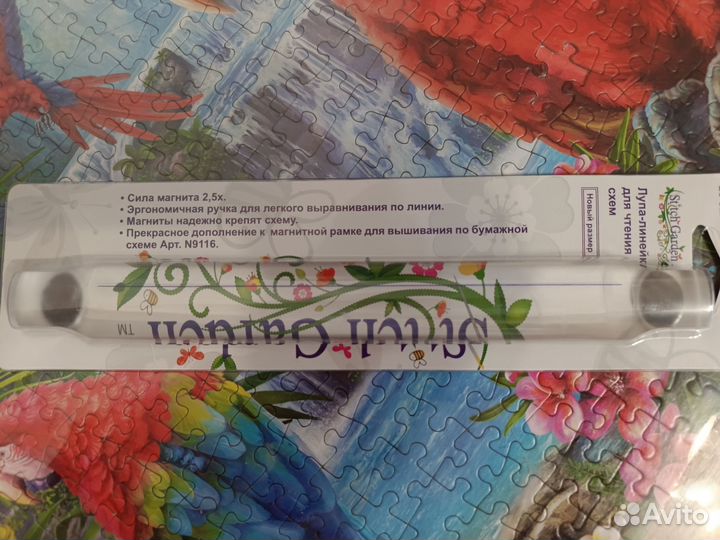 • Сила магнита 2,5x.
• Эргономичная ручка для легкого выравнивания по линии.
• Магниты надежно крепят схему.
• Прекрасное дополнение к магнитной рамке для вышивания по бумажной
схеме Арт. N9116.
Stitch Garden
Лупа-линейка
для чтения
схем
Новый размер
Stitch Garden
TM
Avito